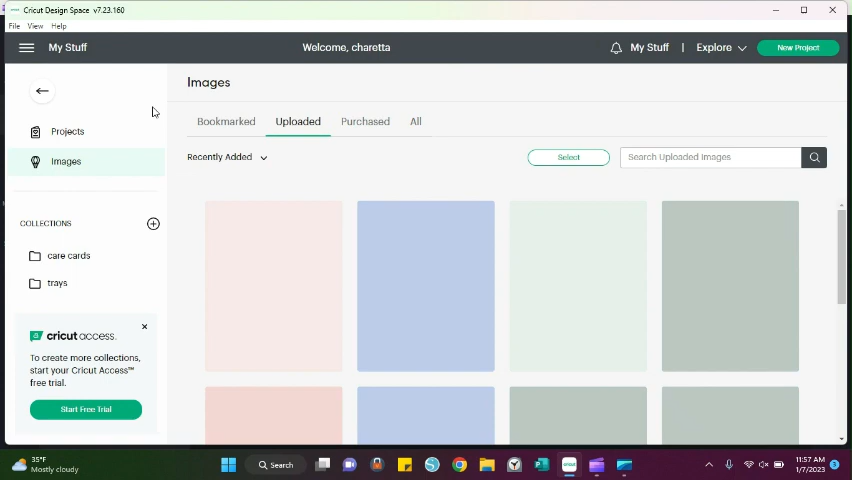 Cricut Design Space v7.23.160
File View Help
My Stuff
Welcome, charetta
My Stuff | Explore
New Project
Images
Projects
Images
Bookmarked Uploaded Purchased All
Recently Added
Select
Search Uploaded Images
COLLECTIONS
care cards
trays
cricut access.
To create more collections,
start your Cricut Access™
free trial.
Start Free Trial
35°F
Mostly cloudy
Search
cricut
11:57 AM
1/7/2023
3